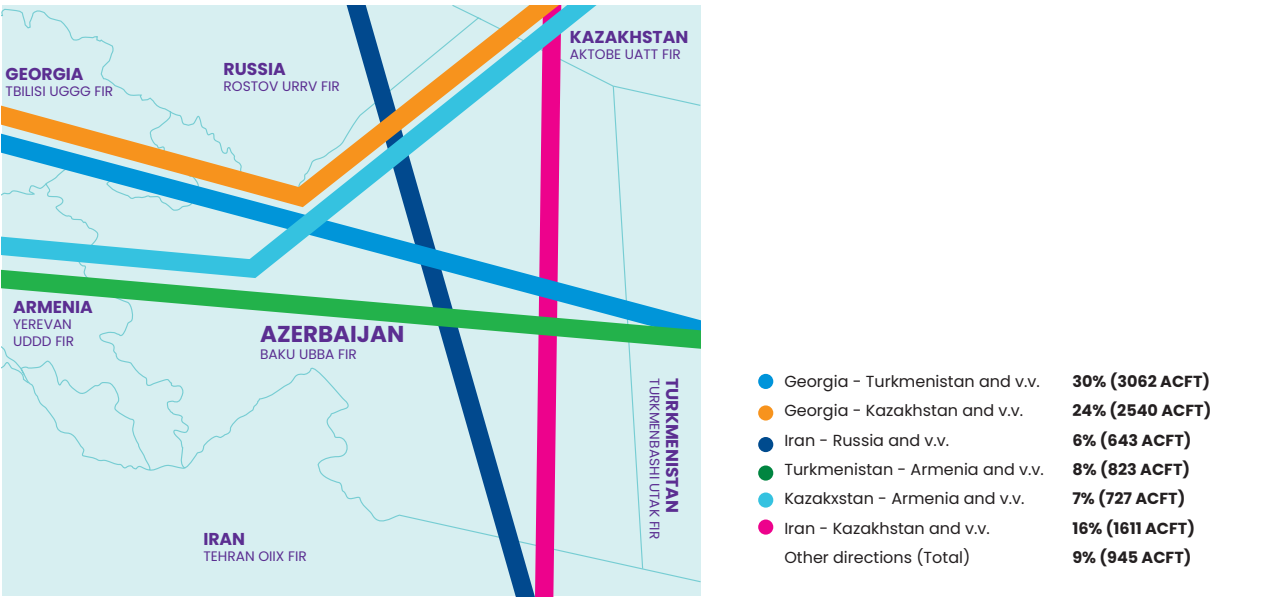 KAZAKHSTAN
AKTOBE UATT FIR
GEORGIA
TBILISI UGGG FIR
RUSSIA
ROSTOV URRV FIR
ARMENIA
YEREVAN
UDDD FIR
AZERBAIJAN
BAKU UBBA FIR
TURKMENISTAN
TURKMENBASHI UTAK FIR
IRAN
TEHRAN OIIX FIR
Georgia - Turkmenistan and v.v. 30% (3062 ACFT)
Georgia - Kazakhstan and v.v. 24% (2540 ACFT)
Iran - Russia and v.v. 6% (643 ACFT)
Turkmenistan - Armenia and v.v. 8% (823 ACFT)
Kazakxstan - Armenia and v.v. 7% (727 ACFT)
Iran - Kazakhstan and v.v. 16% (1611 ACFT)
Other directions (Total) 9% (945 ACFT)